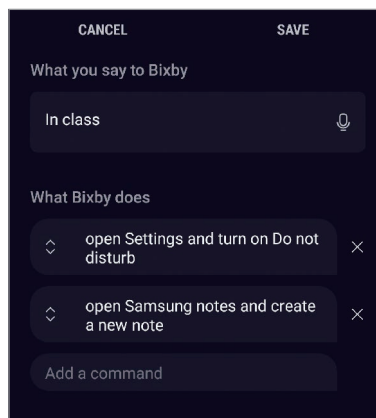 CANCEL SAVE
What you say to Bixby
In class
What Bixby does
open Settings and turn on Do not
disturb
open Samsung notes and create
a new note
Add a command